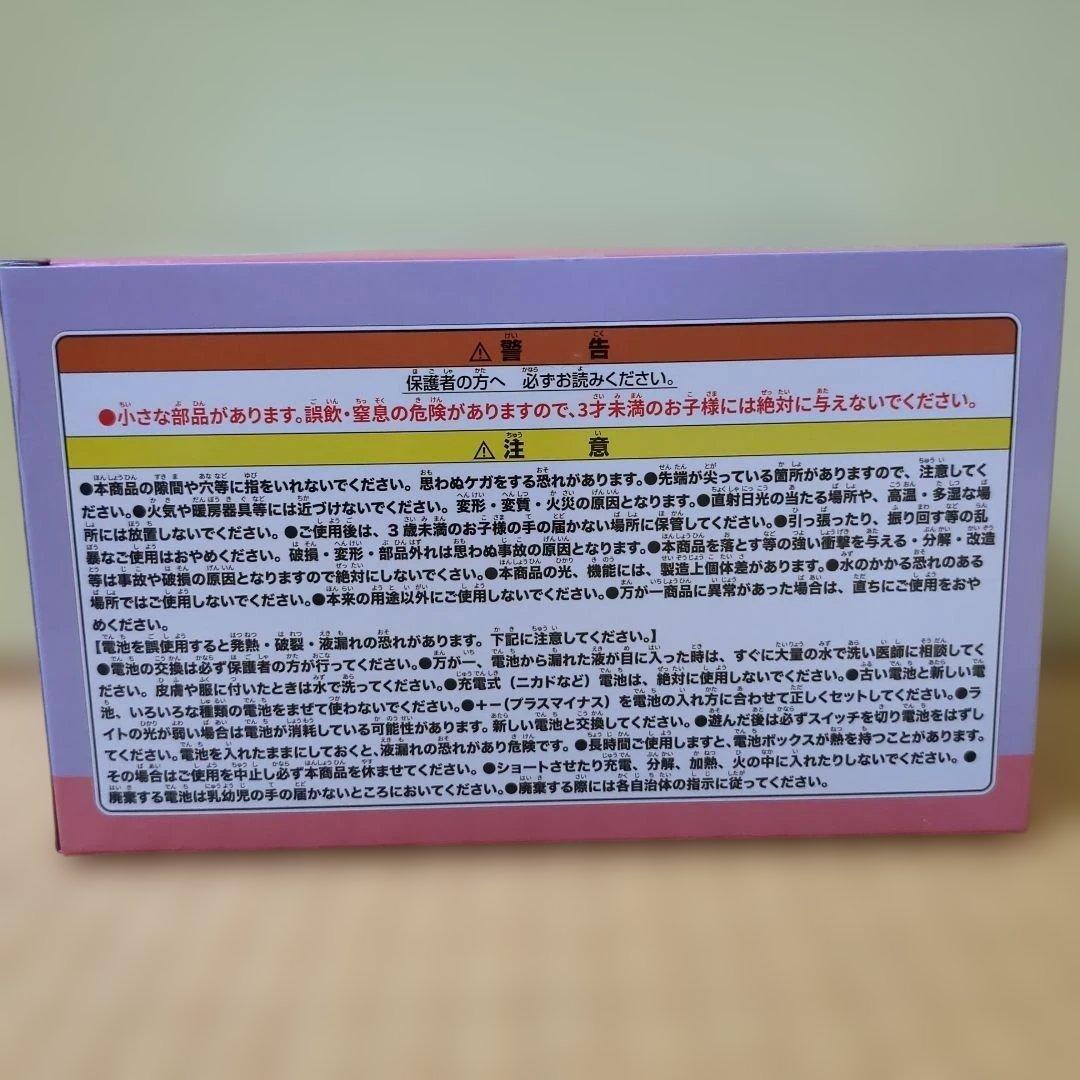 ⚠警告
保護者の方へ 必ずお読みください。
●小さな部品があります。誤飲・窒息の危険がありますので、3才未満のお子様には絶対に与えないでください。
⚠注意
●本商品の隙間や穴等に指をいれないでください。思わぬケガをする恐れがあります。●先端が尖っている箇所がありますので、注意してく
ださい。●火気や暖房器具等には近づけないでください。変形・変質・火災の原因となります。●直射日光の当たる場所や、高温・多湿な場
所には放置しないでください。●ご使用後は、3歳未満のお子様の手の届かない場所に保管してください。●引っ張ったり、振り回す等の乱
暴なご使用はおやめください。破損・変形・部品外れは思わぬ事故の原因となります。●本商品を落とす等の強い衝撃を与える・分解・改造
等は事故や破損の原因となりますので絶対にしないでくさい。●本商品の光、機能には、製造上個体差があります。●水のかかる恐れのある
場所ではご使用しないでください。●本来の用途以外にご使用しないでください。●万が一商品に異常があった場合は、直ちにご使用をおや
めください。
【電池を誤使用すると発熱・破裂・液漏れの恐れがあります。下記に注意してください。】
●電池の交換は必ず保護者の方が行ってください。●万が一、電池から漏れた液が目に入った時は、すぐに大量の水で洗い医師に相談してく
ださい。皮膚や服に付いたときは水で洗ってください。●充電式（ニカドなど）電池は、絶対に使用しないでください。●古い電池と新しい電
池、いろいろな種類の電池をまぜて使わないでください。●＋－(プラスマイナス)を電池の入れ方に合わせて正しくセットしてください。●ラ
イトの光が弱い場合は電池が消耗している可能性があります。新しい電池と交換してください。●遊んだ後は必ずスイッチを切り電池をはずし
てください。電池を入れたままにしておくと、液漏れの恐れがあり危険です。●長時間ご使用しますと、電池ボックスが熱を持つことがあります。
その場合はご使用を中止し必ず本商品を休ませてください。●ショートさせたり充電、分解、加熱、火の中に入れたりしないでください。●
廃棄する電池は乳幼児の手の届かないところにおいてください。●廃棄する際には各自治体の指示に従ってください。